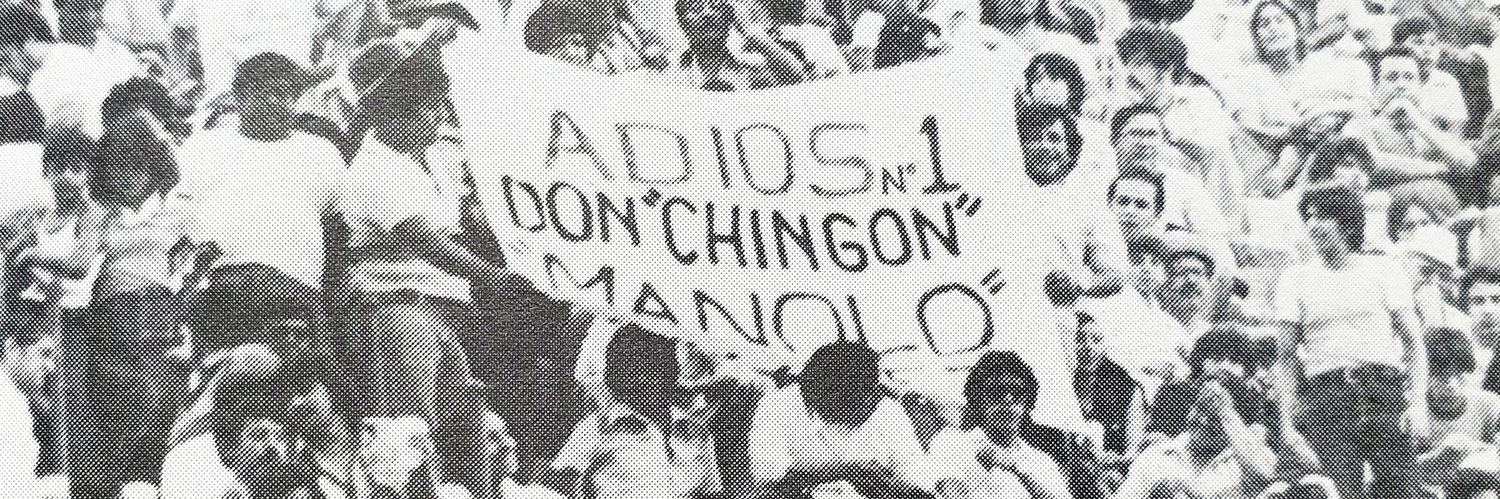 ADIOS Nº1
DON "CHINGON"
"MANOLO"